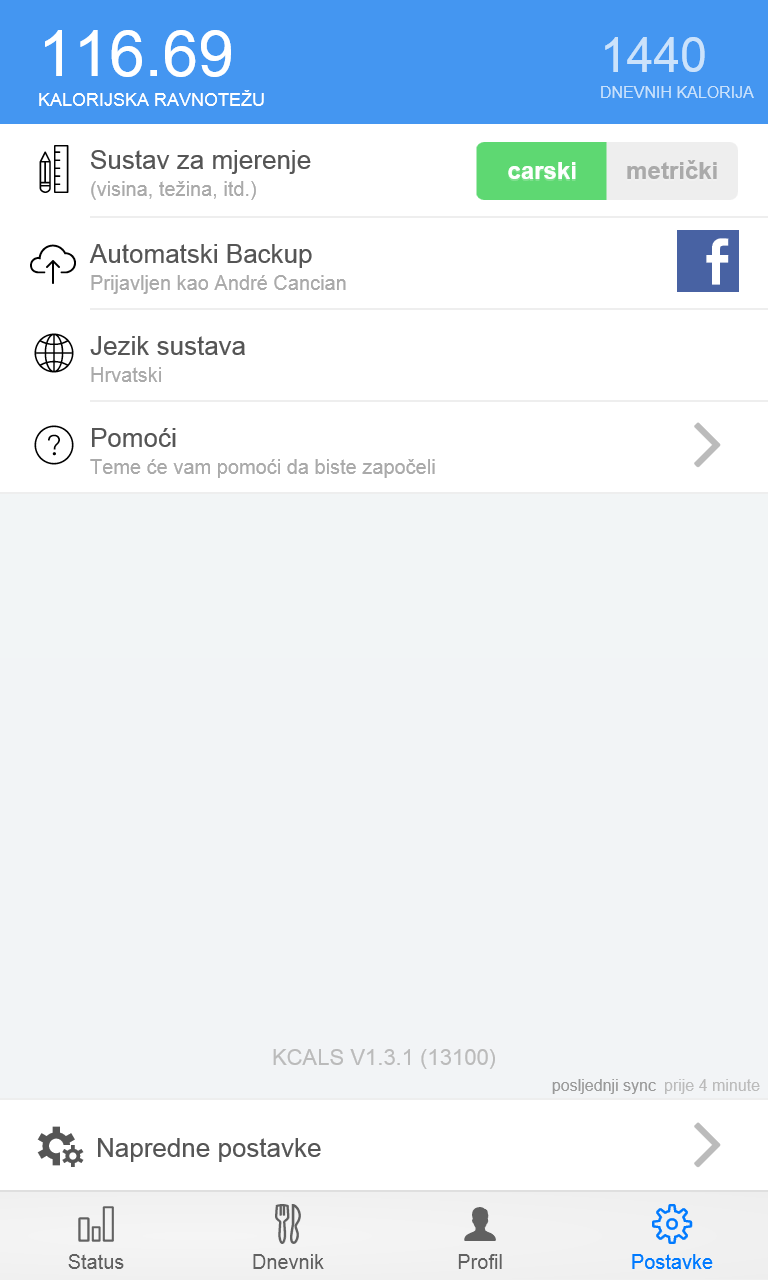 116.69
KALORIJSKA RAVNOTEŽU
1440
DNEVNIH KALORIJA
Sustav za mjerenje
(visina, težina, itd.)
carski
metrički
Automatski Backup
Prijavljen kao André Cancian
f
Jezik sustava
Hrvatski
?
Pomoći
Teme će vam pomoći da biste započeli
KCALS V1.3.1 (13100)
posljednji sync prije 4 minute
Napredne postavke
Status
Dnevnik
Profil
Postavke